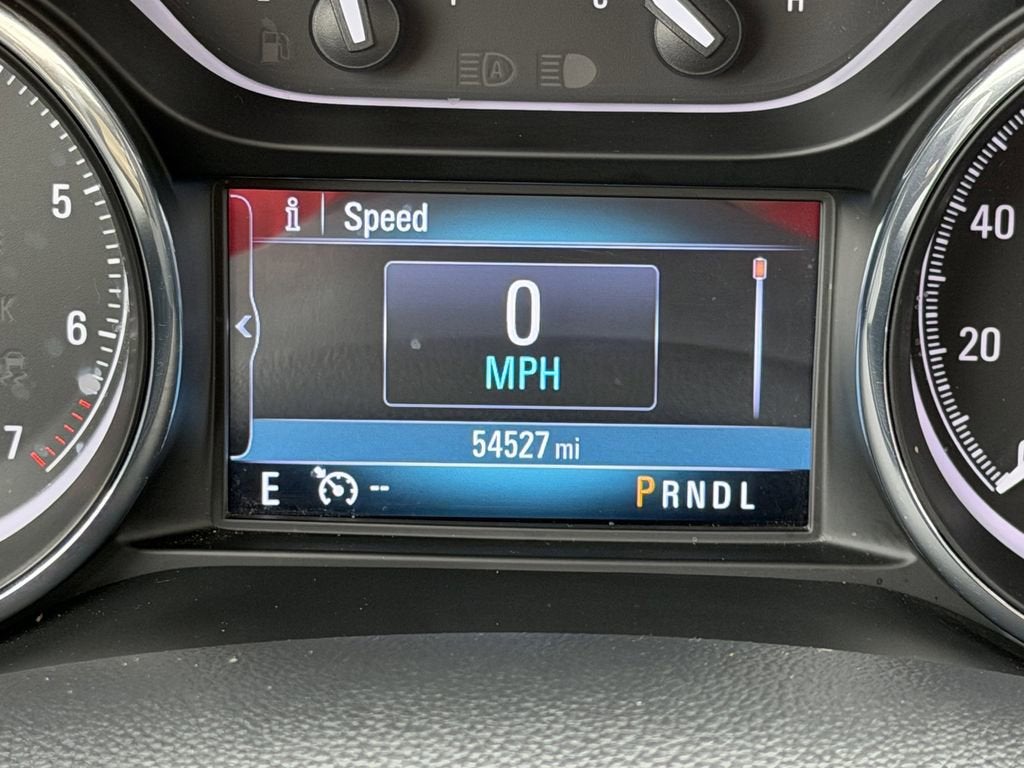 H
A
5
6
7
i Speed
0
MPH
54527 mi
E --
PRNDL
40
20